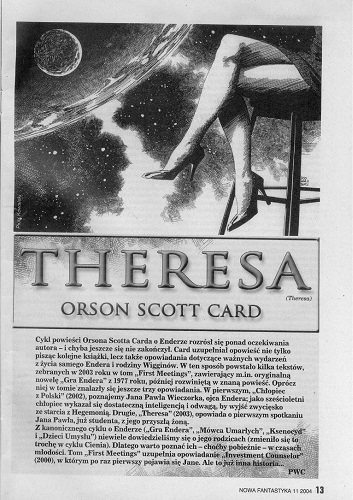 THERESA
(Theresa)
ORSON SCOTT CARD
Cykl powieści Orsona Scotta Carda o Enderze rozrósł się ponad oczekiwania
autora – i chyba jeszcze się nie zakończył. Card uzupełniał opowieść nie tylko
pisząc kolejne książki, lecz także opowiadania dotyczące ważnych wydarzeń
z życia samego Endera i rodziny Wigginów. W ten sposób powstało kilka tekstów,
zebranych w 2003 roku w tom „First Meetings”, zawierający m.in. oryginalną
nowelę „Gra Endera” z 1977 roku, później rozwiniętą w znaną powieść. Oprócz
niej w tomie znalazły się jeszcze trzy opowiadania. W pierwszym, „Chłopiec
z Polski” (2002), poznajemy Jana Pawła Wieczorka, ojca Endera; jako sześcioletni
chłopiec wykazał się dostateczną inteligencją i odwagą, by wyjść zwycięsko
ze starcia z Hegemonią. Drugie, „Theresa” (2003), opowiada o pierwszym spotkaniu
Jana Pawła, już studenta, z jego przyszłą żoną.
Z kanonicznego cyklu o Enderze („Gra Endera”, „Mówca Umarłych”, „Ksenocyd”
i „Dzieci Umysłu”) niewiele dowiedzieliśmy się o jego rodzicach (zmieniło się to
trochę w cyklu Cienia). Dlatego warto poznać ich – choćby pobieżnie – w czasach
młodości. Tom „First Meetings” uzupełnia opowiadanie „Investment Counselor”
(2000), w którym po raz pierwszy pojawia się Jane. Ale to już inna historia...
PWC
NOWA FANTASTYKA 11 2004 13